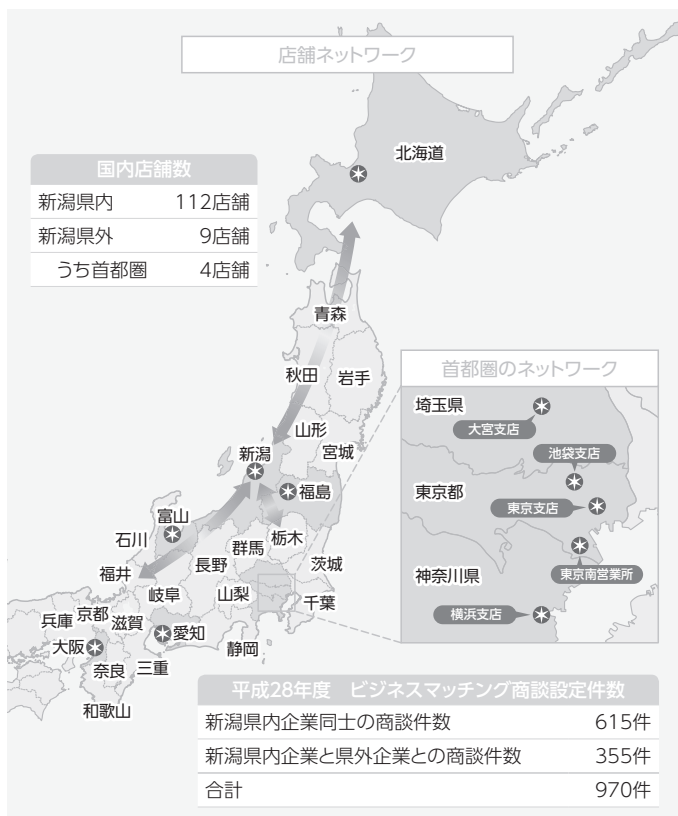 店舗ネットワーク
国内店舗数
新潟県内 112店舗
新潟県外 9店舗
うち首都圏 4店舗
北海道
青森
秋田
岩手
山形
宮城
新潟
福島
富山
石川
福井
群馬
栃木
長野
茨城
岐阜
山梨
千葉
兵庫
京都
滋賀
愛知
静岡
大阪
奈良
三重
和歌山
首都圏のネットワーク
埼玉県
大宮支店
池袋支店
東京都
東京支店
神奈川県
東京南営業所
横浜支店
平成28年度 ビジネスマッチング商談設定件数
新潟県内企業同士の商談件数 615件
新潟県内企業と県外企業との商談件数 355件
合計 970件